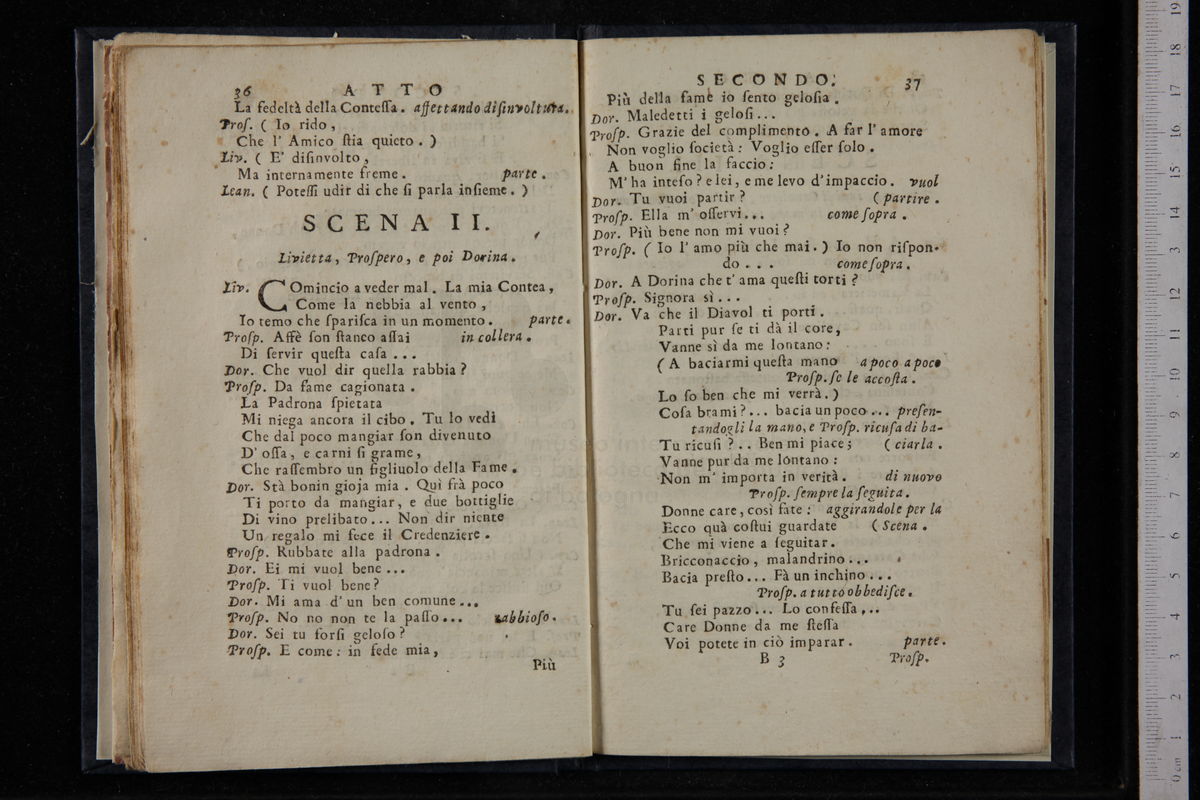 36 ATTO
La fedeltà della Contessa. affettando disinvoltura.
Pros. ( Io rido,
Che l' Amico stia quieto. )
Liv. ( E' disinvolto,
Ma internamente freme. parte.
Lean. ( Potessi udir di che si parla insieme. )
SCENA II.
Livietta, Prospero, e poi Dorina.
Liv. COmincio a veder mal. La mia Contea,
Come la nebbia al vento,
Io temo che sparisca in un momento. parte.
Prosp. Affè son stanco assai in collera.
Di servir questa casa ...
Dor. Che vuol dir quella rabbia?
Prosp. Da fame cagionata.
La Padrona spietata
Mi niega ancora il cibo. Tu lo vedi
Che dal poco mangiar son divenuto
D' ossa, e carni sì grame,
Che rassembro un figliuolo della Fame.
Dor. Stà bonin gioja mia. Quì frà poco
Ti porto da mangiar, e due bottiglie
Di vino prelibato... Non dir niente
Un regalo mi fece il Credenziere.
Prosp. Rubbate alla padrona.
Dor. Ei mi vuol bene ...
Prosp. Ti vuol bene?
Dor. Mi ama d' un ben comune ...
Prosp. No no non te la passo... rabbioso.
Dor. Sei tu forsi geloso?
Prosp. E come: in fede mia,
Più
SECONDO. 37
Più della fame io sento gelosia.
Dor. Maledetti i gelosi...
Prosp. Grazie del complimento. A far l' amore
Non voglio società: Voglio esser solo.
A buon fine la faccio:
M' ha inteso? e lei, e me levo d' impaccio. vuol
Dor. Tu vuoi partir? ( partire.
Prosp. Ella m' osservi... come sopra.
Dor. Più bene non mi vuoi?
Prosp. ( Io l' amo più che mai. ) Io non rispon-
do ... come sopra.
Dor. A Dorina che t' ama questi torti?
Prosp. Signora sì...
Dor. Va che il Diavol ti porti.
Parti pur se ti dà il core,
Vanne sì da me lontano:
( A baciarmi questa mano a poco a poco
Prosp. se le accosta.
Lo so ben che mi verrà. )
Cosa brami?... bacia un poco ... presen-
tandogli la mano, e Prosp. ricusa di ba-
Tu ricusi?.. Ben mi piace; ( ciarla.
Vanne pur da me lontano:
Non m' importa in verità. di nuovo
Prosp. sempre la seguita.
Donne care, così fate: aggirandole per la
Ecco quà costui guardate ( Scena.
Che mi viene a seguitar.
Bricconaccio, malandrino...
Bacia presto... Fà un inchino ...
Prosp. a tutto obbedisce.
Tu sei pazzo... Lo confessa,..
Care Donne da me stessa
Voi potete in ciò imparar. parte.
B 3 Prosp.